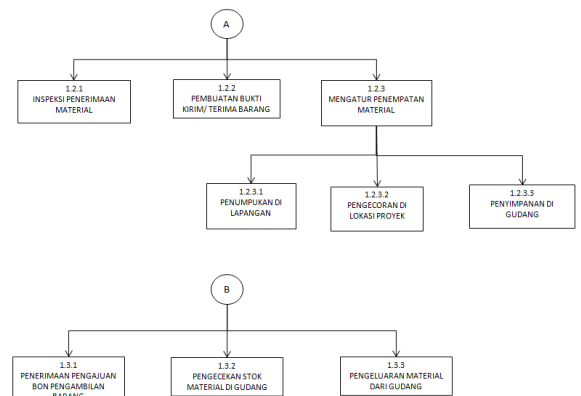 A
1.2.1
INSPEKSI PENERIMAAN
MATERIAL
1.2.2
PEMBUATAN BUKTI
KIRIM/ TERIMA BARANG
1.2.3
MENGATUR PENEMPATAN
MATERIAL
1.2.3.1
PENUMPUKAN DI
LAPANGAN
1.2.3.2
PENGECORAN DI
LOKASI PROYEK
1.2.3.3
PENYIMPANAN DI
GUDANG
B
1.3.1
PENERIMAAN PENGAJUAN
BON PENGAMBILAN
BARANG
1.3.2
PENGECEKAN STOK
MATERIAL DI GUDANG
1.3.3
PENGELUARAN MATERIAL
DARI GUDANG